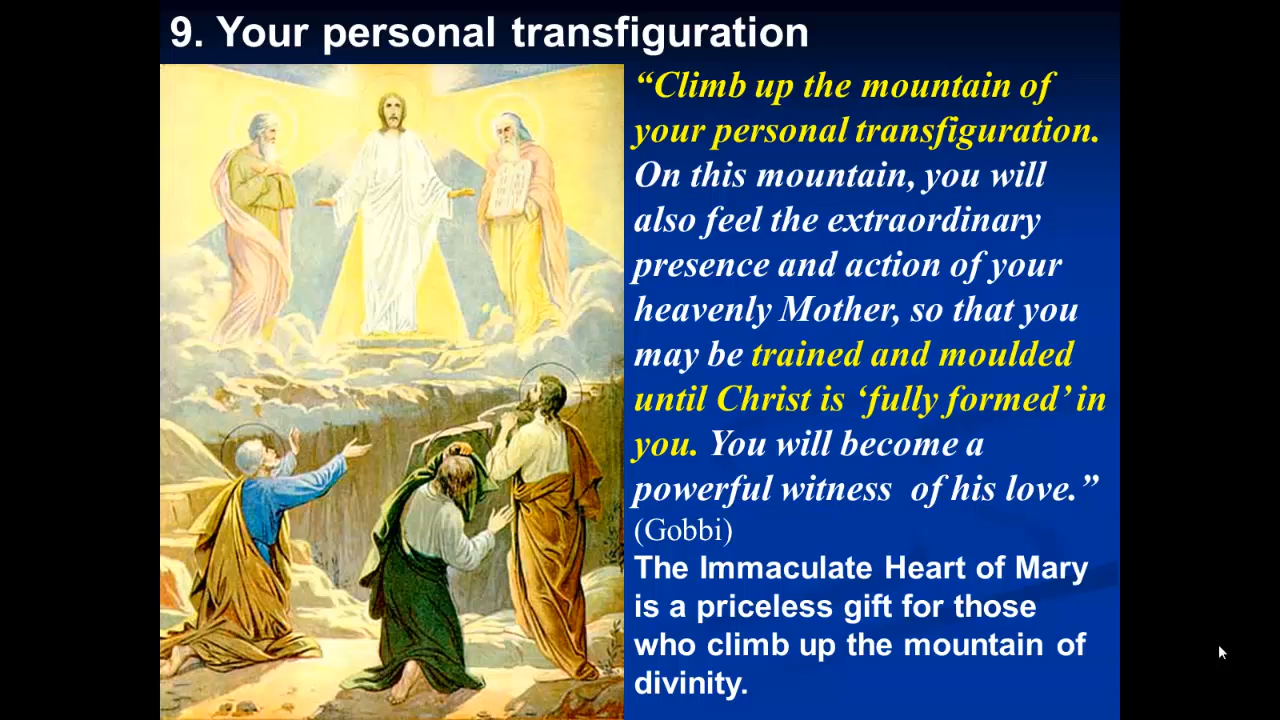 9. Your personal transfiguration
“Climb up the mountain of
your personal transfiguration.
On this mountain, you will
also feel the extraordinary
presence and action of your
heavenly Mother, so that you
may be trained and moulded
until Christ is ‘fully formed’ in
you. You will become a
powerful witness  of his love.”
(Gobbi)
The Immaculate Heart of Mary
is a priceless gift for those
who climb up the mountain of
divinity.